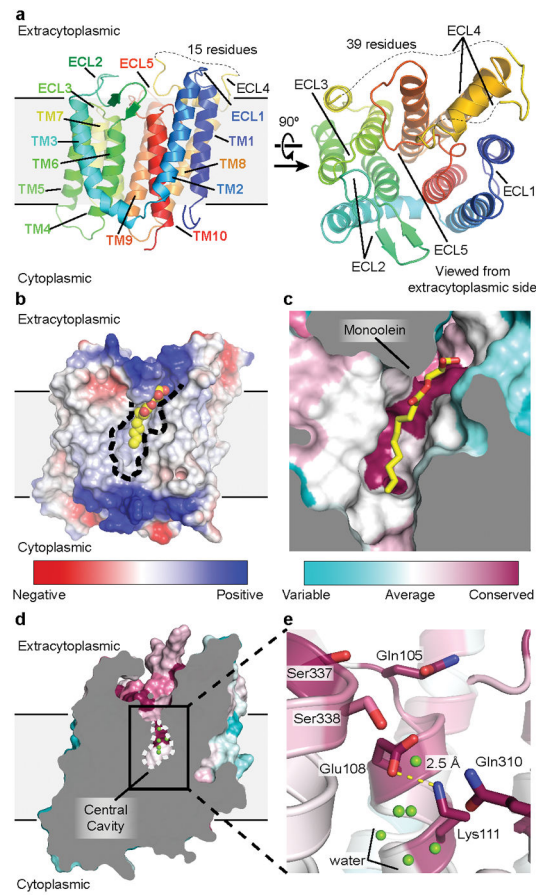 a
Extracytoplasmic
ECL2
ECL5
15 residues
ECL3
ECL4
TM7
ECL1
TM3
TM1
TM6
TM8
TM5
TM2
TM4
TM9
TM10
Cytoplasmic
90°
39 residues
ECL4
ECL3
ECL1
ECL2
ECL5
Viewed from
extracytoplasmic side
b
Extracytoplasmic
Cytoplasmic
Negative
Positive
c
Monoolein
Variable
Average
Conserved
d
Extracytoplasmic
Central
Cavity
Cytoplasmic
e
Ser337
Gln105
Ser338
Glu108
2.5 Å
Gln310
Lys111
water